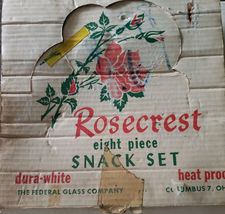 Rosecrest
eight piece
SNACK SET
dura-white heat proo
THE FEDERAL GLASS COMPANY COLUMBUS 7, OH